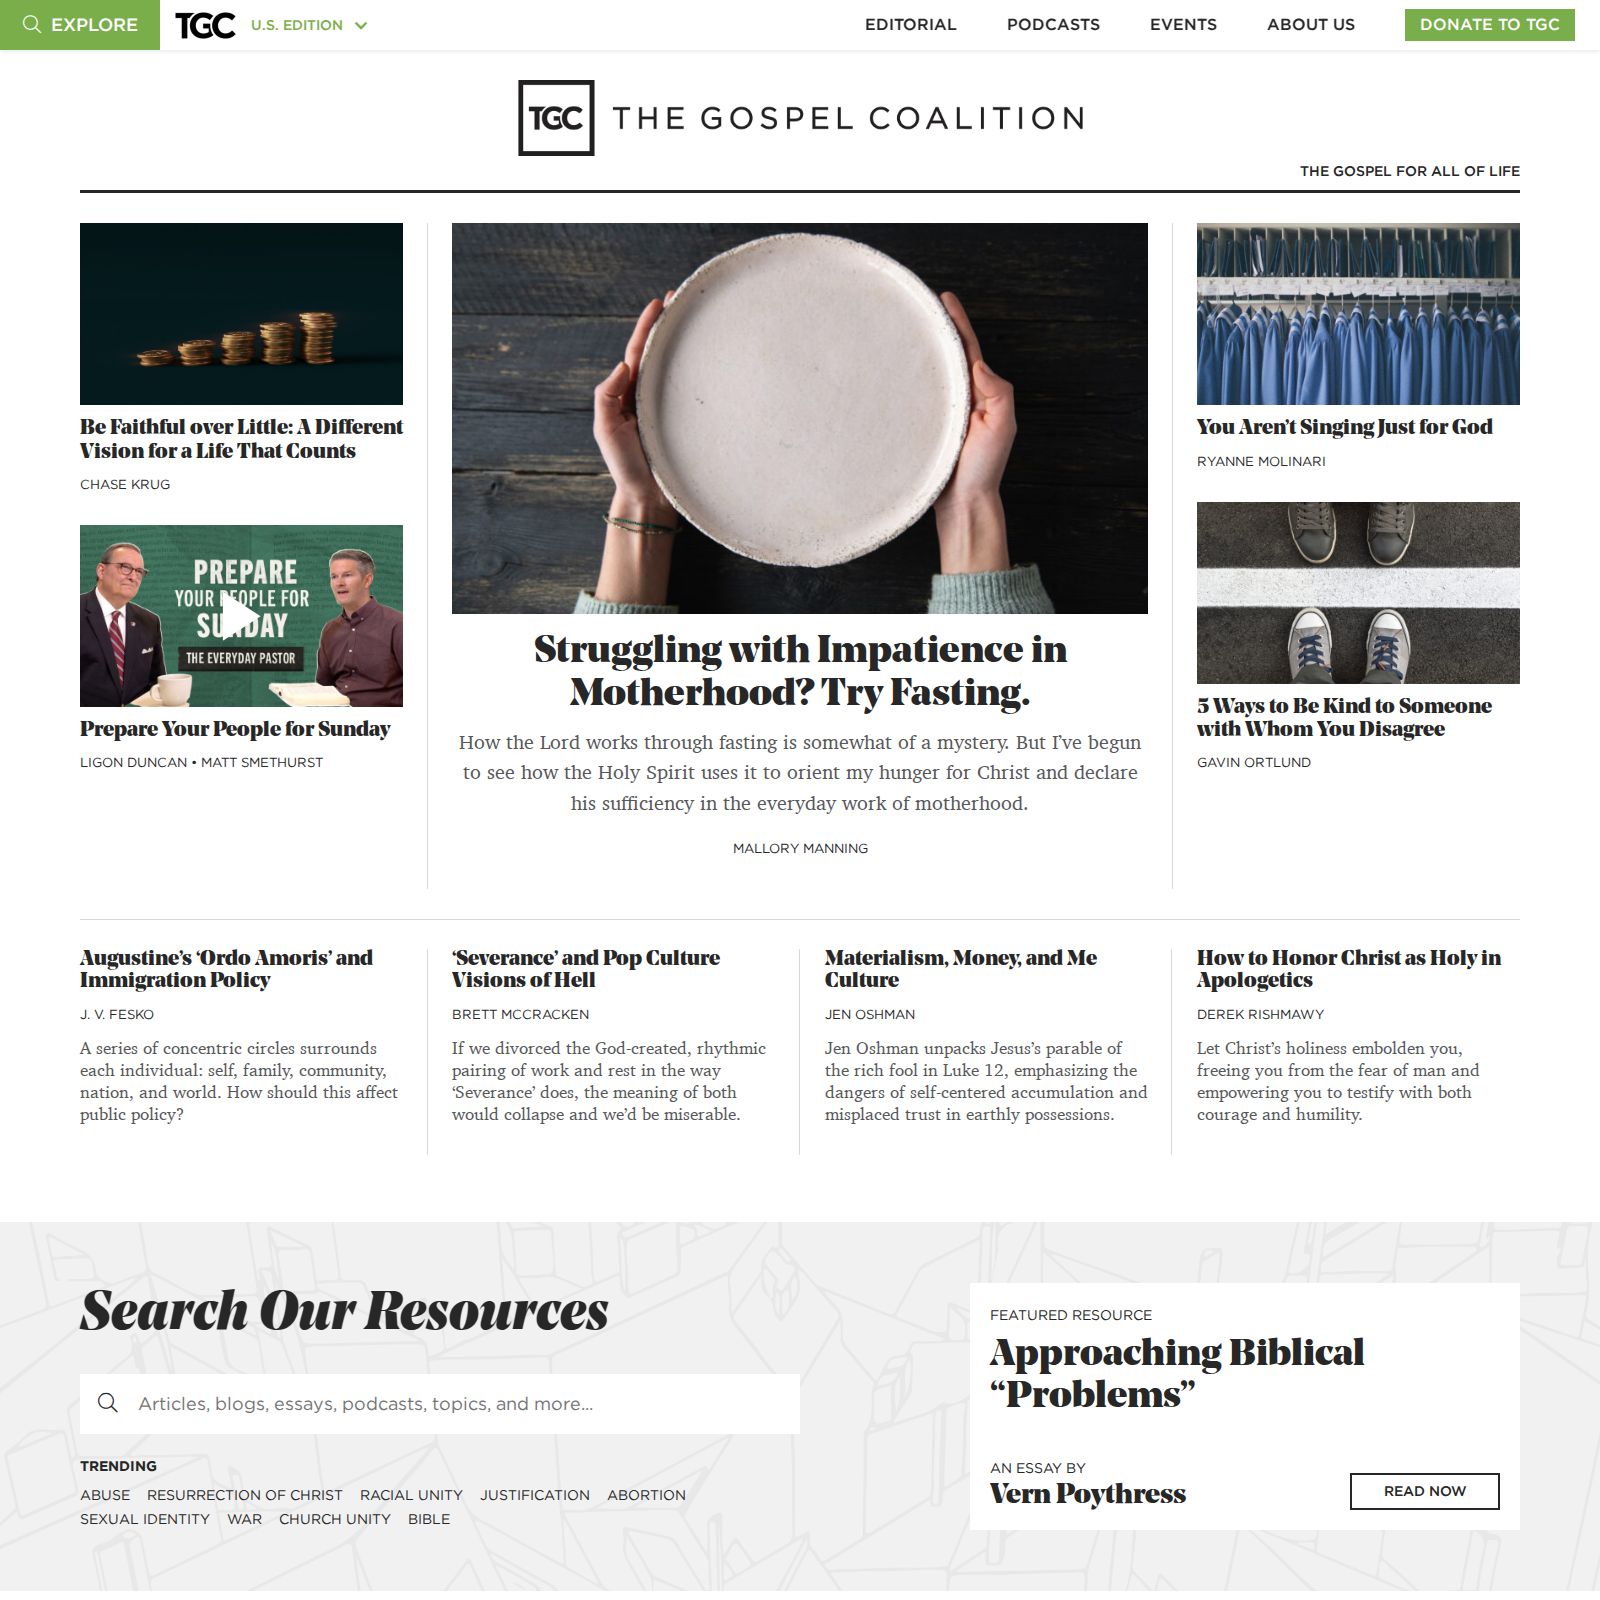 EXPLORE
TGC
U.S. EDITION
EDITORIAL
PODCASTS
EVENTS
ABOUT US
DONATE TO TGC
TGC THE GOSPEL COALITION
THE GOSPEL FOR ALL OF LIFE
Be Faithful over Little: A Different
Vision for a Life That Counts
CHASE KRUG
PREPARE
YOUR PEOPLE FOR
SUNDAY
THE EVERYDAY PASTOR
Prepare Your People for Sunday
LIGON DUNCAN • MATT SMETHURST
Struggling with Impatience in
Motherhood? Try Fasting.
How the Lord works through fasting is somewhat of a mystery. But I’ve begun
to see how the Holy Spirit uses it to orient my hunger for Christ and declare
his sufficiency in the everyday work of motherhood.
MALLORY MANNING
You Aren’t Singing Just for God
RYANNE MOLINARI
5 Ways to Be Kind to Someone
with Whom You Disagree
GAVIN ORTLUND
Augustine’s ‘Ordo Amoris’ and
Immigration Policy
J. V. FESKO
A series of concentric circles surrounds
each individual: self, family, community,
nation, and world. How should this affect
public policy?
‘Severance’ and Pop Culture
Visions of Hell
BRETT MCCRACKEN
If we divorced the God-created, rhythmic
pairing of work and rest in the way
‘Severance’ does, the meaning of both
would collapse and we’d be miserable.
Materialism, Money, and Me
Culture
JEN OSHMAN
Jen Oshman unpacks Jesus’s parable of
the rich fool in Luke 12, emphasizing the
dangers of self-centered accumulation and
misplaced trust in earthly possessions.
How to Honor Christ as Holy in
Apologetics
DEREK RISHMAWY
Let Christ’s holiness embolden you,
freeing you from the fear of man and
empowering you to testify with both
courage and humility.
Search Our Resources
Articles, blogs, essays, podcasts, topics, and more...
TRENDING
ABUSE RESURRECTION OF CHRIST RACIAL UNITY JUSTIFICATION ABORTION
SEXUAL IDENTITY WAR CHURCH UNITY BIBLE
FEATURED RESOURCE
Approaching Biblical
“Problems”
AN ESSAY BY
Vern Poythress
READ NOW